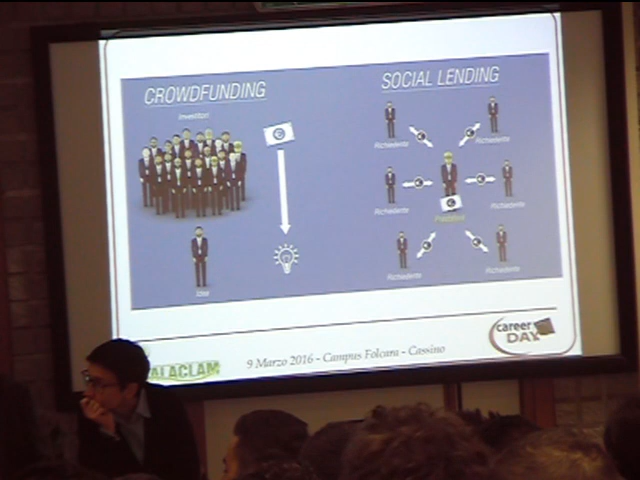 CROWDFUNDING
SOCIAL LENDING
Investitori
Richiedente
Richiedente
Richiedente
Richiedente
Richiedente
Richiedente
Idea
ALACLAM
9 Marzo 2016 - Campus Folcara - Cassino
career
DAY